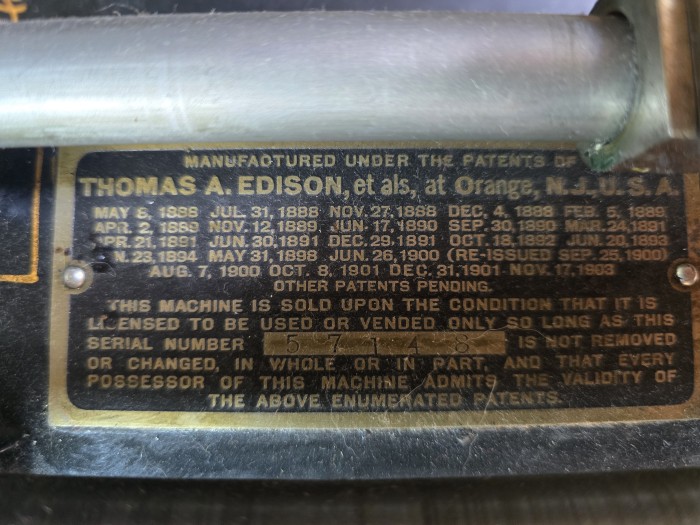 MANUFACTURED UNDER THE PATENTS OF
THOMAS A. EDISON, et als, at Orange, N.J.U.S.A.
MAY 8, 1888 JUL. 31, 1888 NOV. 27, 1888 DEC. 4, 1888 FEB. 5, 1889
APR. 2, 1889 NOV. 12, 1889, JUN. 17, 1890 SEP. 30, 1890 MAR. 24, 1891
APR. 21, 1891 JUN. 30, 1891 DEC. 29, 1891 OCT. 18, 1892 JUN. 20, 1893
23, 1894 MAY 31, 1898 JUN. 26, 1900 (RE-ISSUED SEP. 25, 1900)
AUG. 7, 1900 OCT. 8, 1901 DEC. 31, 1901 NOV. 17, 1903
OTHER PATENTS PENDING.
THIS MACHINE IS SOLD UPON THE CONDITION THAT IT IS
LICENSED TO BE USED OR VENDED ONLY SO LONG AS THIS
SERIAL NUMBER 57148 IS NOT REMOVED
OR CHANGED, IN WHOLE OR IN PART, AND THAT EVERY
POSSESSOR OF THIS MACHINE ADMITS THE VALIDITY OF
THE ABOVE ENUMERATED PATENTS.